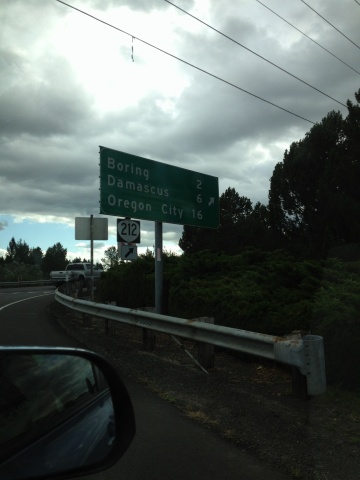 Boring 2
Damascus 6
Oregon City 16
212